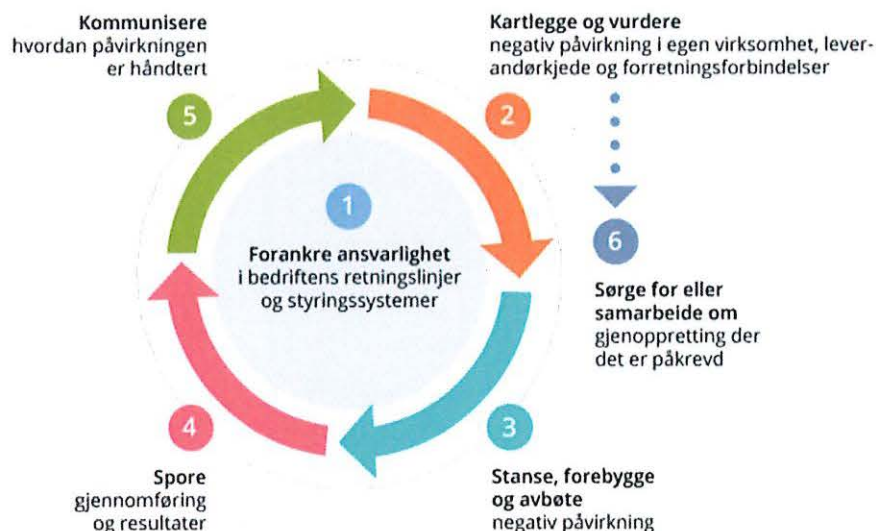 Kommunisere
hvordan påvirkningen
er håndtert
5
Kartlegge og vurdere
negativ påvirkning i egen virksomhet, lever-
andørkjede og forretningsforbindelser
2
1
Forankre ansvarlighet
i bedriftens retningslinjer
og styringssystemer
6
Sørge for eller
samarbeide om
gjenoppretting der
det er påkrevd
4
Spore
gjennomføring
og resultater
3
Stanse, forebygge
og avbøte
negativ påvirkning